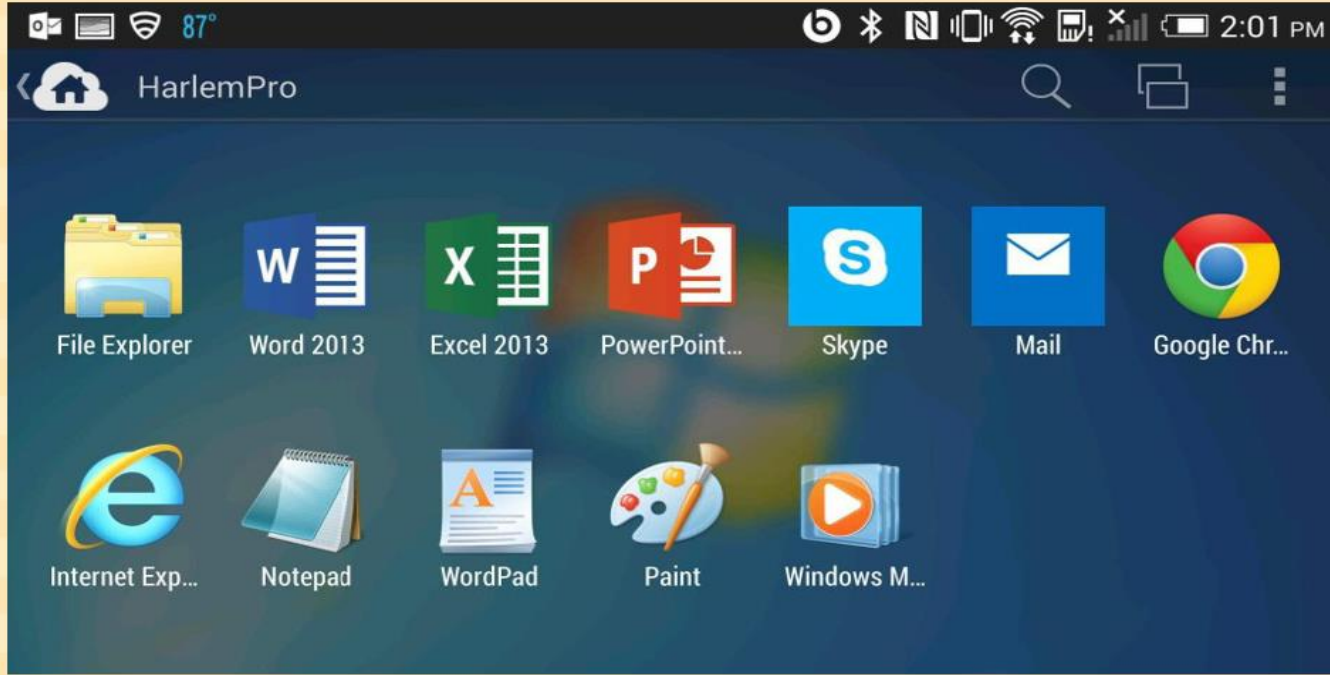 87°
2:01 PM
HarlemPro
File Explorer
Word 2013
Excel 2013
PowerPoint...
Skype
Mail
Google Chr...
Internet Exp...
Notepad
WordPad
Paint
Windows M...